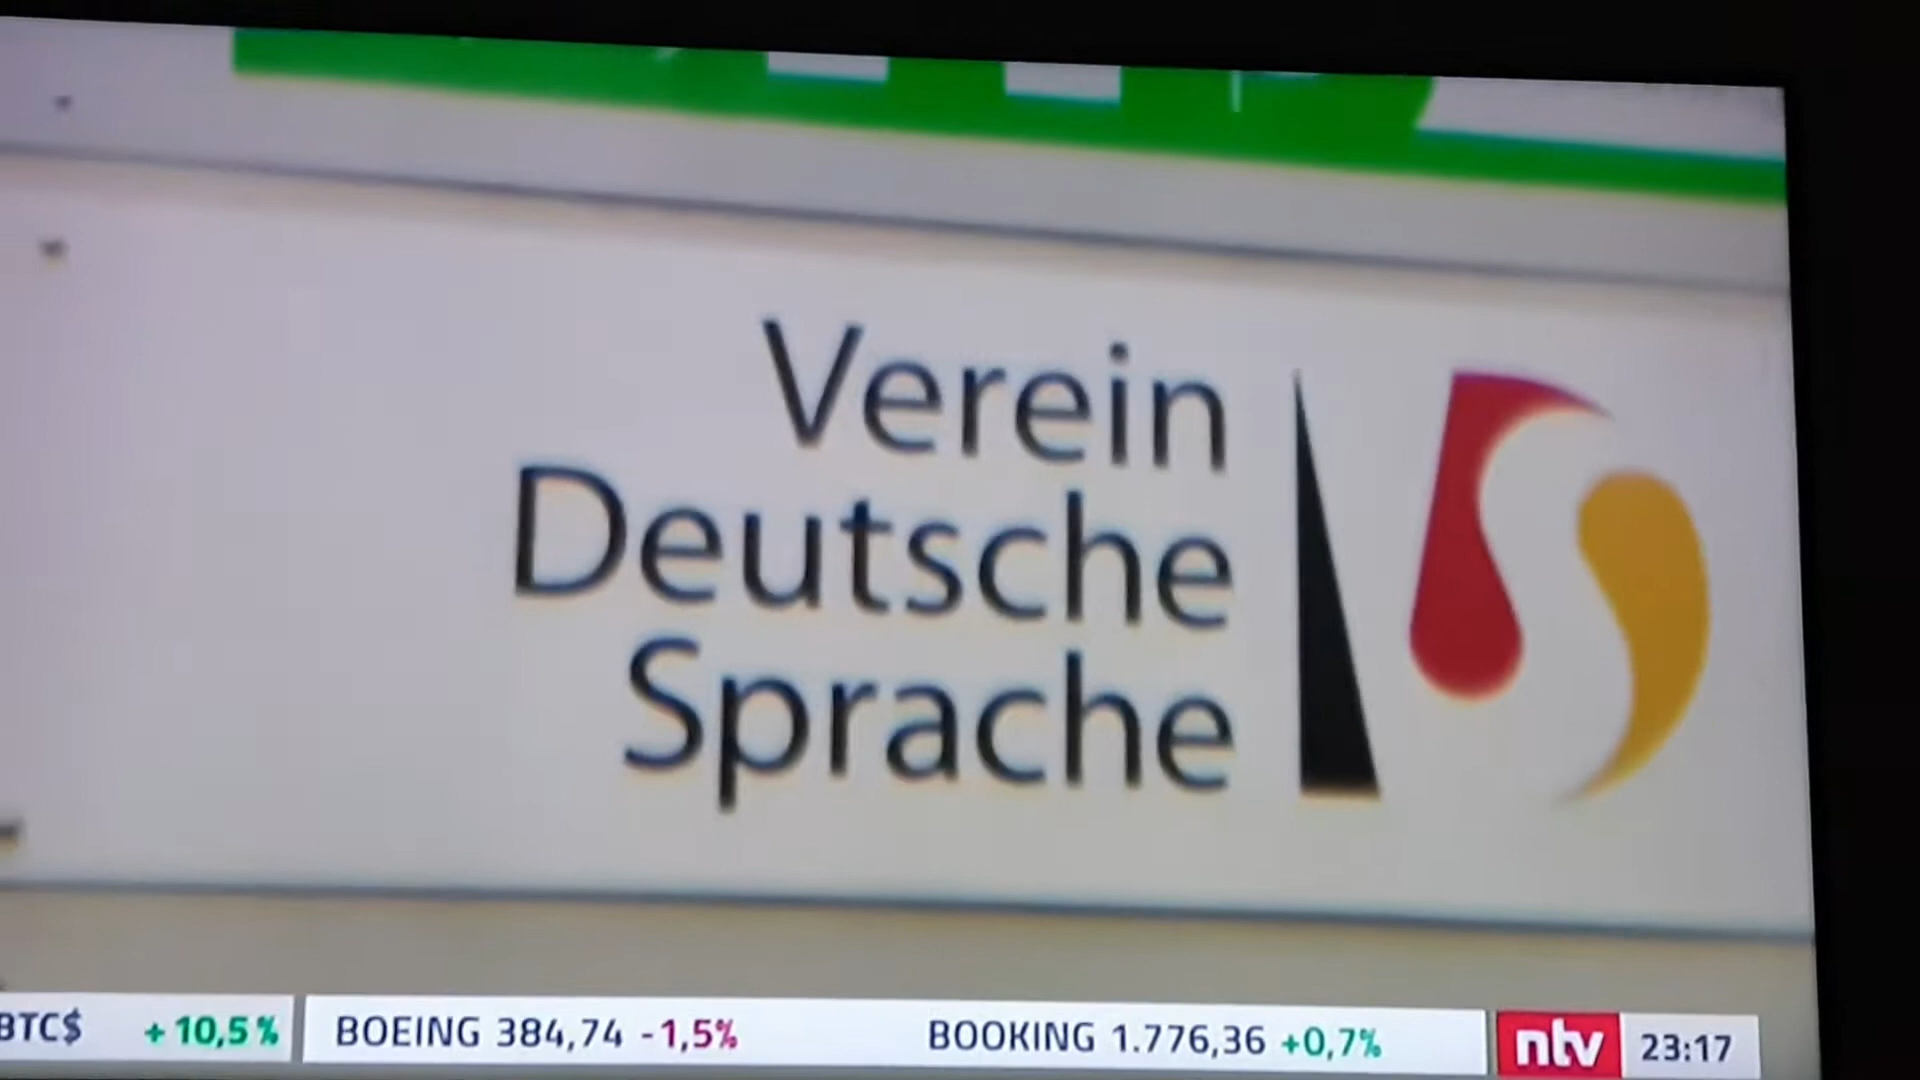 Verein
Deutsche
Sprache
BTC$ +10,5%
BOEING 384,74 -1,5%
BOOKING 1.776,36 +0,7%
ntv 23:17